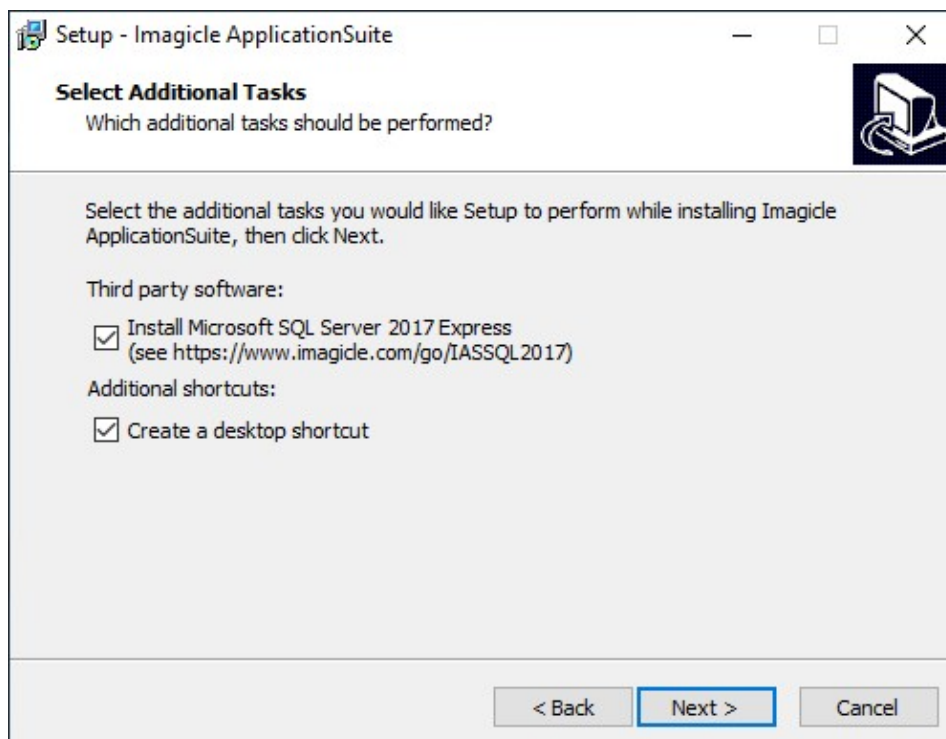 Setup - Imagicle ApplicationSuite
Select Additional Tasks
Which additional tasks should be performed?
Select the additional tasks you would like Setup to perform while installing Imagicle
ApplicationSuite, then click Next.
Third party software:
Install Microsoft SQL Server 2017 Express
(see https://www.imagicle.com/go/IASSQL2017)
Additional shortcuts:
Create a desktop shortcut
< Back Next > Cancel